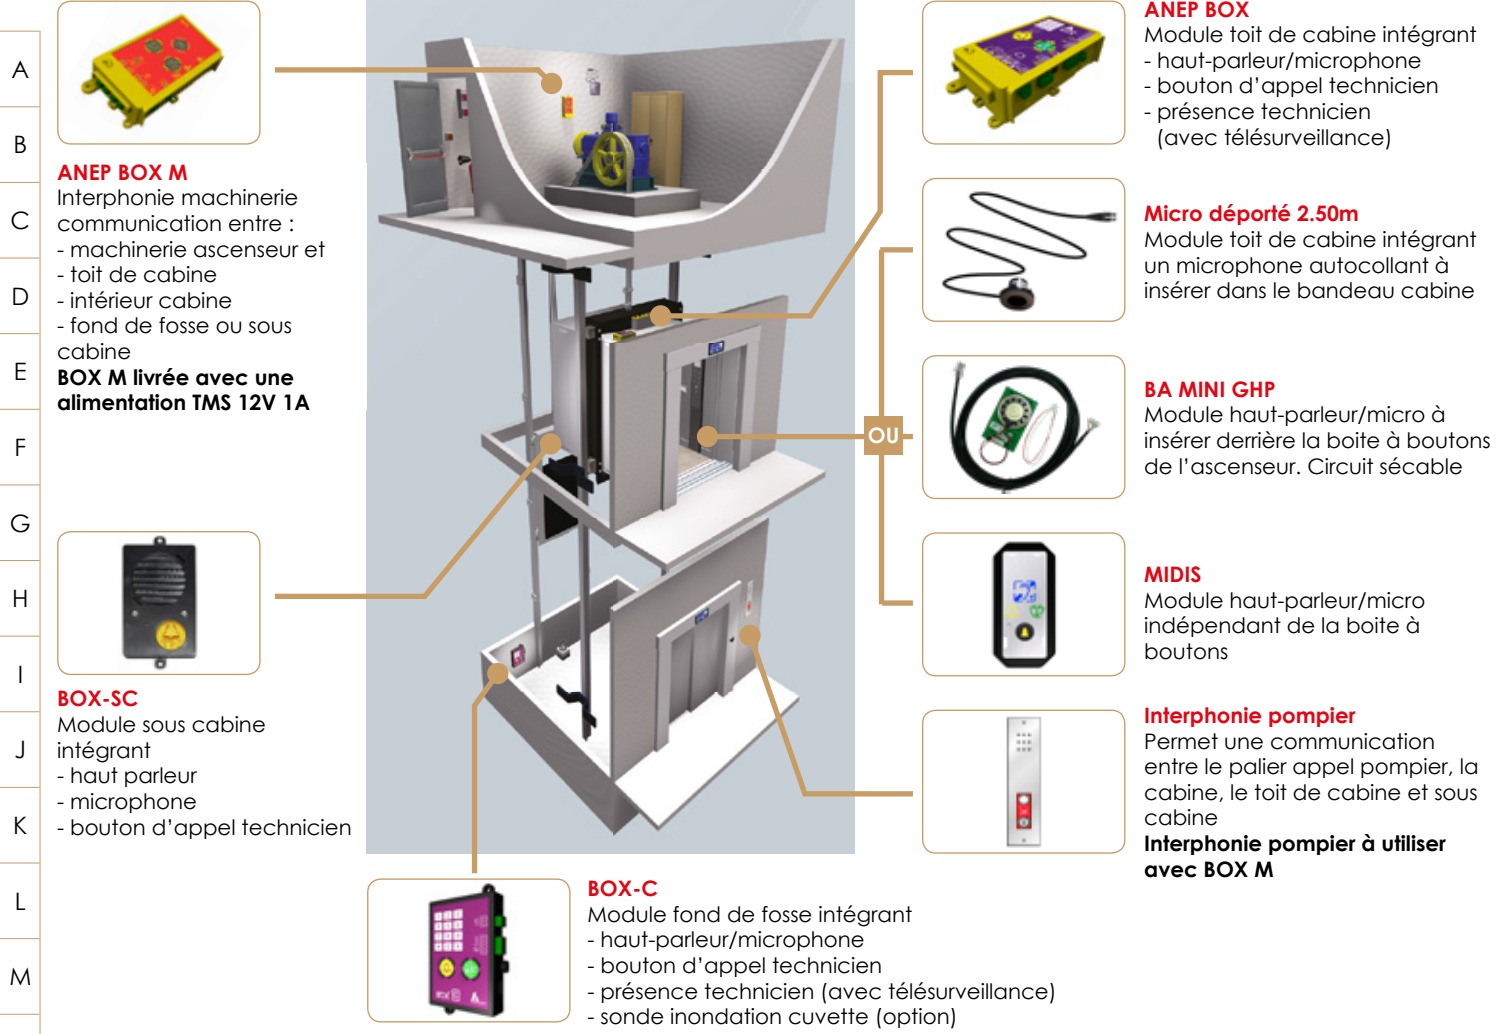 A
B
C
D
E
F
G
H
I
J
K
L
M
ANEP BOX M
Interphonie machinerie
communication entre :
- machinerie ascenseur et
- toit de cabine
- intérieur cabine
- fond de fosse ou sous
cabine
BOX M livrée avec une
alimentation TMS 12V 1A
BOX-SC
Module sous cabine
intégrant
- haut parleur
- microphone
- bouton d’appel technicien
OU
BOX-C
Module fond de fosse intégrant
- haut-parleur/microphone
- bouton d’appel technicien
- présence technicien (avec télésurveillance)
- sonde inondation cuvette (option)
ANEP BOX
Module toit de cabine intégrant
- haut-parleur/microphone
- bouton d’appel technicien
- présence technicien
(avec télésurveillance)
Micro déporté 2.50m
Module toit de cabine intégrant
un microphone autocollant à
insérer dans le bandeau cabine
BA MINI GHP
Module haut-parleur/micro à
insérer derrière la boite à boutons
de l’ascenseur. Circuit sécable
MIDIS
Module haut-parleur/micro
indépendant de la boite à
boutons
Interphonie pompier
Permet une communication
entre le palier appel pompier, la
cabine, le toit de cabine et sous
cabine
Interphonie pompier à utiliser
avec BOX M